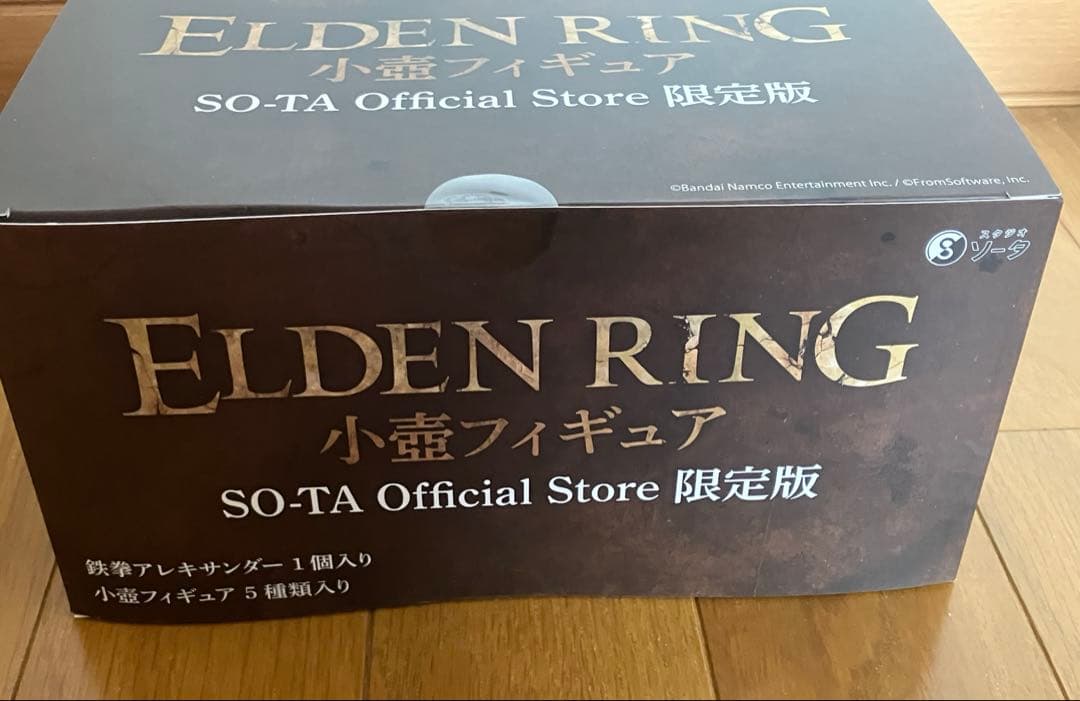 ELDEN RING
小壺フィギュア
SO-TA Official Store 限定版
©Bandai Namco Entertainment Inc. / ©FromSoftware, Inc.
スタジオ
ソータ
ELDEN RING
小壺フィギュア
SO-TA Official Store 限定版
鉄拳アレキサンダー 1個入り
小壺フィギュア 5種類入り